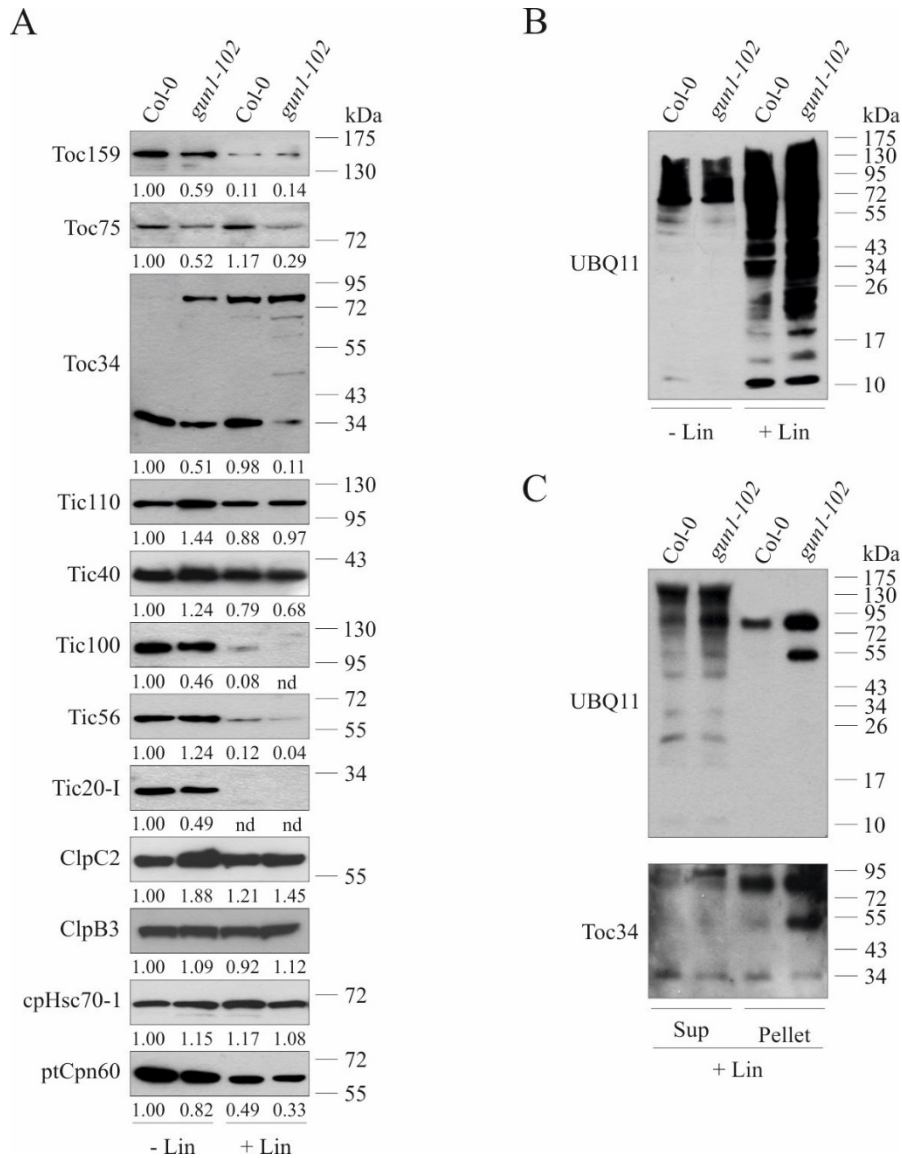 A
Col-0 gun1-102 Col-0 gun1-102
kDa
Toc159
175
130
1.00 0.59 0.11 0.14
Toc75
72
1.00 0.52 1.17 0.29
Toc34
95
72
55
43
34
1.00 0.51 0.98 0.11
Tic110
130
95
1.00 1.44 0.88 0.97
Tic40
43
1.00 1.24 0.79 0.68
Tic100
130
95
1.00 0.46 0.08 nd
Tic56
72
55
1.00 1.24 0.12 0.04
Tic20-I
34
1.00 0.49 nd nd
ClpC2
55
1.00 1.88 1.21 1.45
ClpB3
1.00 1.09 0.92 1.12
cpHsc70-1
72
1.00 1.15 1.17 1.08
ptCpn60
72
55
1.00 0.82 0.49 0.33
- Lin + Lin
B
Col-0 gun1-102 Col-0 gun1-102
kDa
UBQ11
175
130
95
72
55
43
34
26
17
10
- Lin + Lin
C
Col-0 gun1-102 Col-0 gun1-102
kDa
UBQ11
175
130
95
72
55
43
34
26
17
10
Toc34
95
72
55
43
34
Sup Pellet
+ Lin